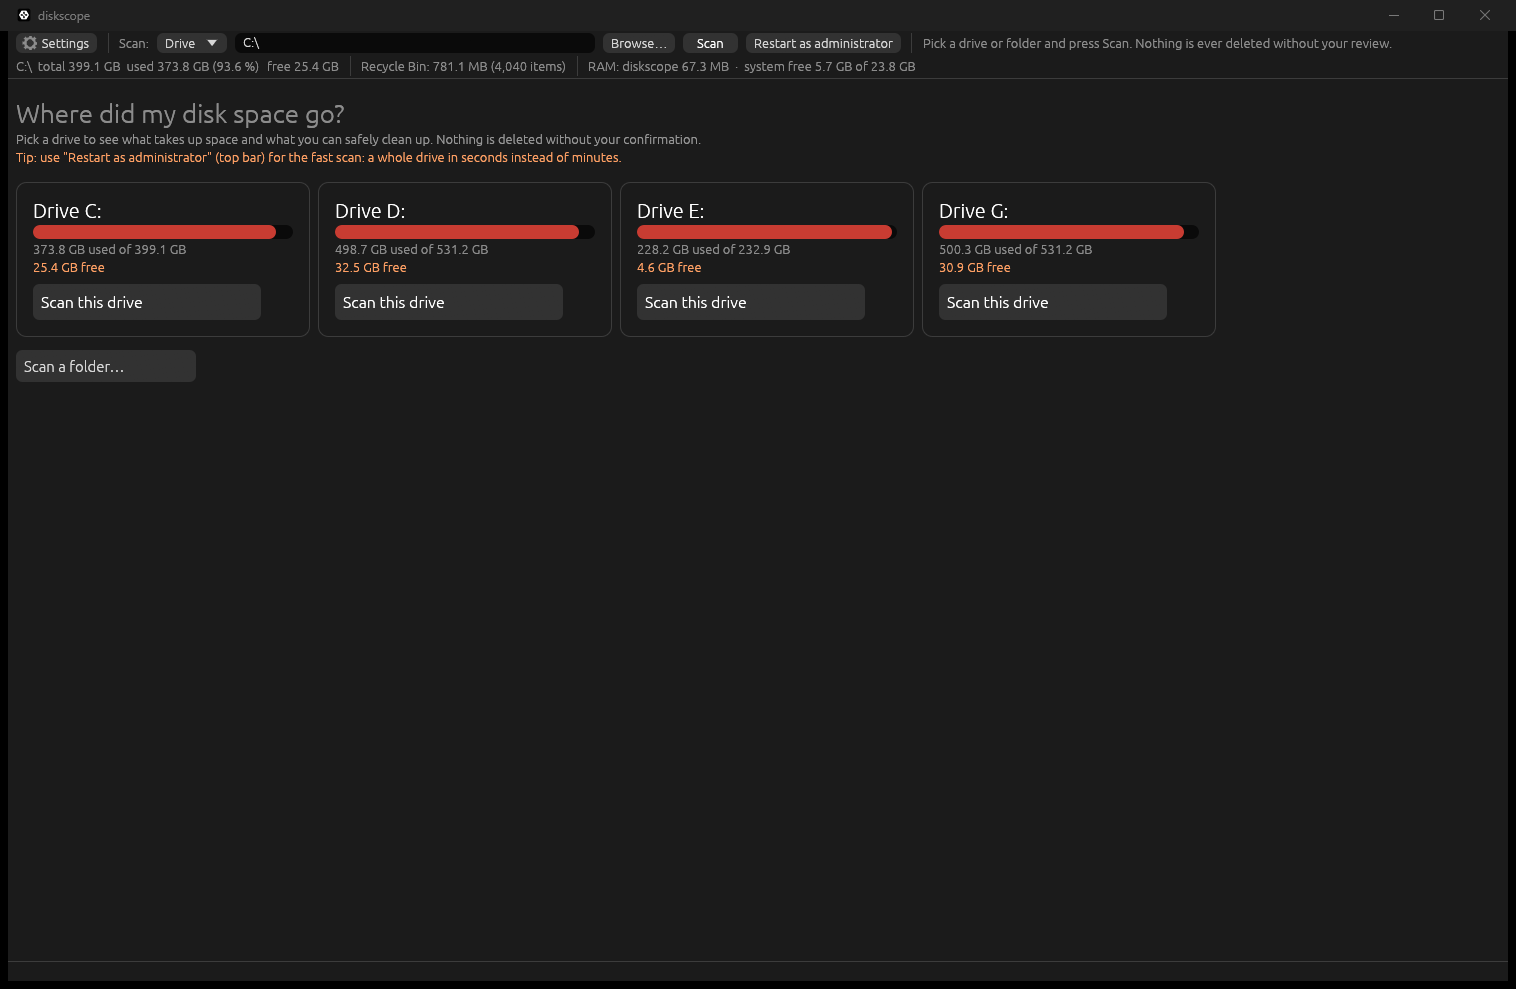 diskscope
Settings Scan: Drive C:\ Browse... Scan Restart as administrator Pick a drive or folder and press Scan. Nothing is ever deleted without your review.
C:\ total 399.1 GB used 373.8 GB (93.6 %) free 25.4 GB Recycle Bin: 781.1 MB (4,040 items) RAM: diskscope 67.3 MB · system free 5.7 GB of 23.8 GB
Where did my disk space go?
Pick a drive to see what takes up space and what you can safely clean up. Nothing is deleted without your confirmation.
Tip: use "Restart as administrator" (top bar) for the fast scan: a whole drive in seconds instead of minutes.
Drive C:
373.8 GB used of 399.1 GB
25.4 GB free
Scan this drive
Drive D:
498.7 GB used of 531.2 GB
32.5 GB free
Scan this drive
Drive E:
228.2 GB used of 232.9 GB
4.6 GB free
Scan this drive
Drive G:
500.3 GB used of 531.2 GB
30.9 GB free
Scan this drive
Scan a folder...